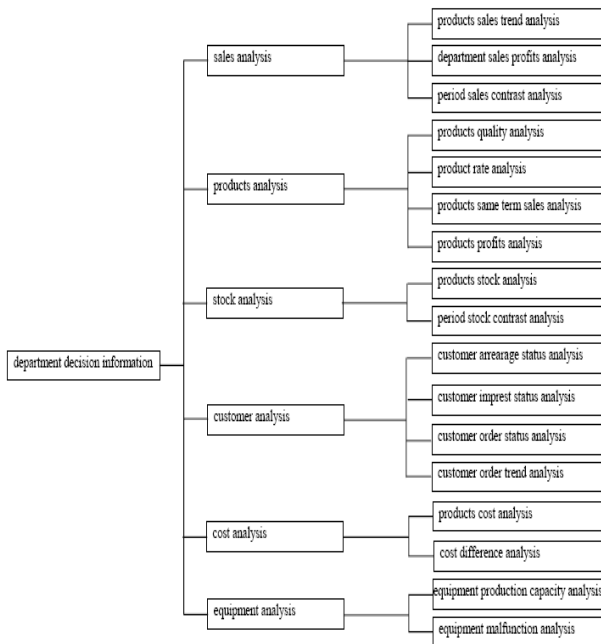 department decision information
sales analysis
products sales trend analysis
department sales profits analysis
period sales contrast analysis
products analysis
products quality analysis
product rate analysis
products same term sales analysis
products profits analysis
stock analysis
products stock analysis
period stock contrast analysis
customer analysis
customer arrearage status analysis
customer imprest status analysis
customer order status analysis
customer order trend analysis
cost analysis
products cost analysis
cost difference analysis
equipment analysis
equipment production capacity analysis
equipment malfunction analysis